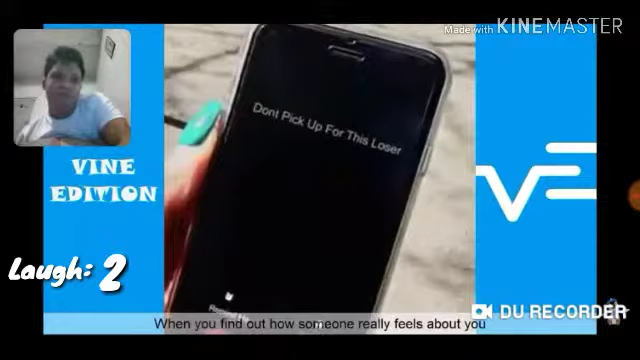 Made with KINEMASTER
Dont Pick Up For This Loser
VINE
EDITION
Laugh: 2
DU RECORDER
When you find out how someone really feels about you